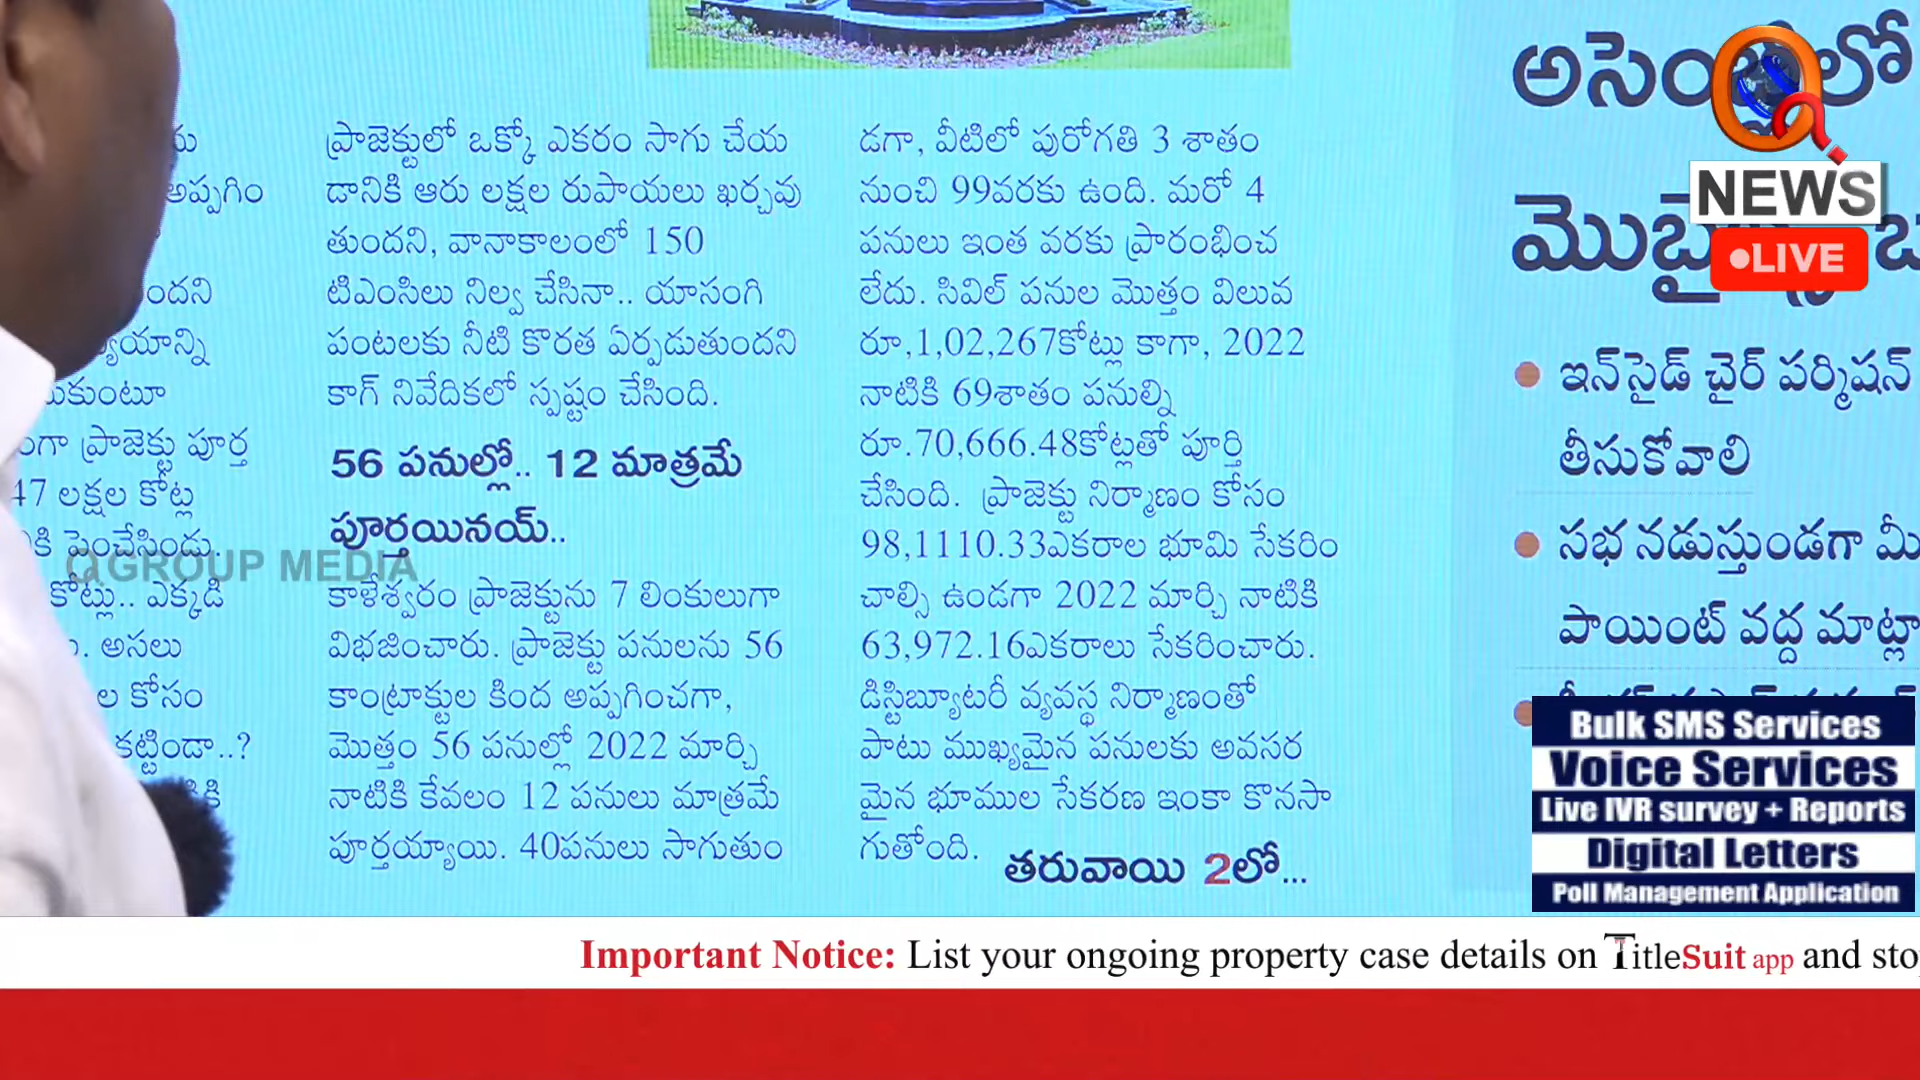 అప్పగిం
ందని
కుంటూ
గా ప్రాజెక్టు పూర్త
47 లక్షల కోట్ల
కి పెంచేసిండు.
కోట్లు.. ఎక్కడి
. అసలు
ల కోసం
కట్టిండా..?
ప్రాజెక్టులో ఒక్కో ఎకరం సాగు చేయ
డానికి ఆరు లక్షల రుపాయలు ఖర్చవు
తుందని, వానాకాలంలో 150
టిఎంసిలు నిల్వ చేసినా.. యాసంగి
పంటలకు నీటి కొరత ఏర్పడుతుందని
కాగ్ నివేదికలో స్పష్టం చేసింది.
56 పనుల్లో.. 12 మాత్రమే
పూర్తయినయ్..
కాళేశ్వరం ప్రాజెక్టును 7 లింకులుగా
విభజించారు. ప్రాజెక్టు పనులను 56
కాంట్రాక్టుల కింద అప్పగించగా,
మొత్తం 56 పనుల్లో 2022 మార్చి
నాటికి కేవలం 12 పనులు మాత్రమే
పూర్తయ్యాయి. 40పనులు సాగుతుం
డగా, వీటిలో పురోగతి 3 శాతం
నుంచి 99వరకు ఉంది. మరో 4
పనులు ఇంత వరకు ప్రారంభించ
లేదు. సివిల్ పనుల మొత్తం విలువ
రూ,1,02,267కోట్లు కాగా, 2022
నాటికి 69శాతం పనుల్ని
రూ.70,666.48కోట్లతో పూర్తి
చేసింది. ప్రాజెక్టు నిర్మాణం కోసం
98,1110.33ఎకరాల భూమి సేకరిం
చాల్సి ఉండగా 2022 మార్చి నాటికి
63,972.16ఎకరాలు సేకరించారు.
డిస్టిబ్యూటరీ వ్యవస్థ నిర్మాణంతో
పాటు ముఖ్యమైన పనులకు అవసర
మైన భూముల సేకరణ ఇంకా కొనసా
గుతోంది.
తరువాయి 2లో...
ఇన్‌సైడ్ చైర్ పర్మిషన్
తీసుకోవాలి
సభ నడుస్తుండగా మీ
పాయింట్ వద్ద మాట్లా
Q GROUP MEDIA
NEWS
LIVE
Bulk SMS Services
Voice Services
Live IVR survey + Reports
Digital Letters
Poll Management Application
Important Notice: List your ongoing property case details on TitleSuit app and sto